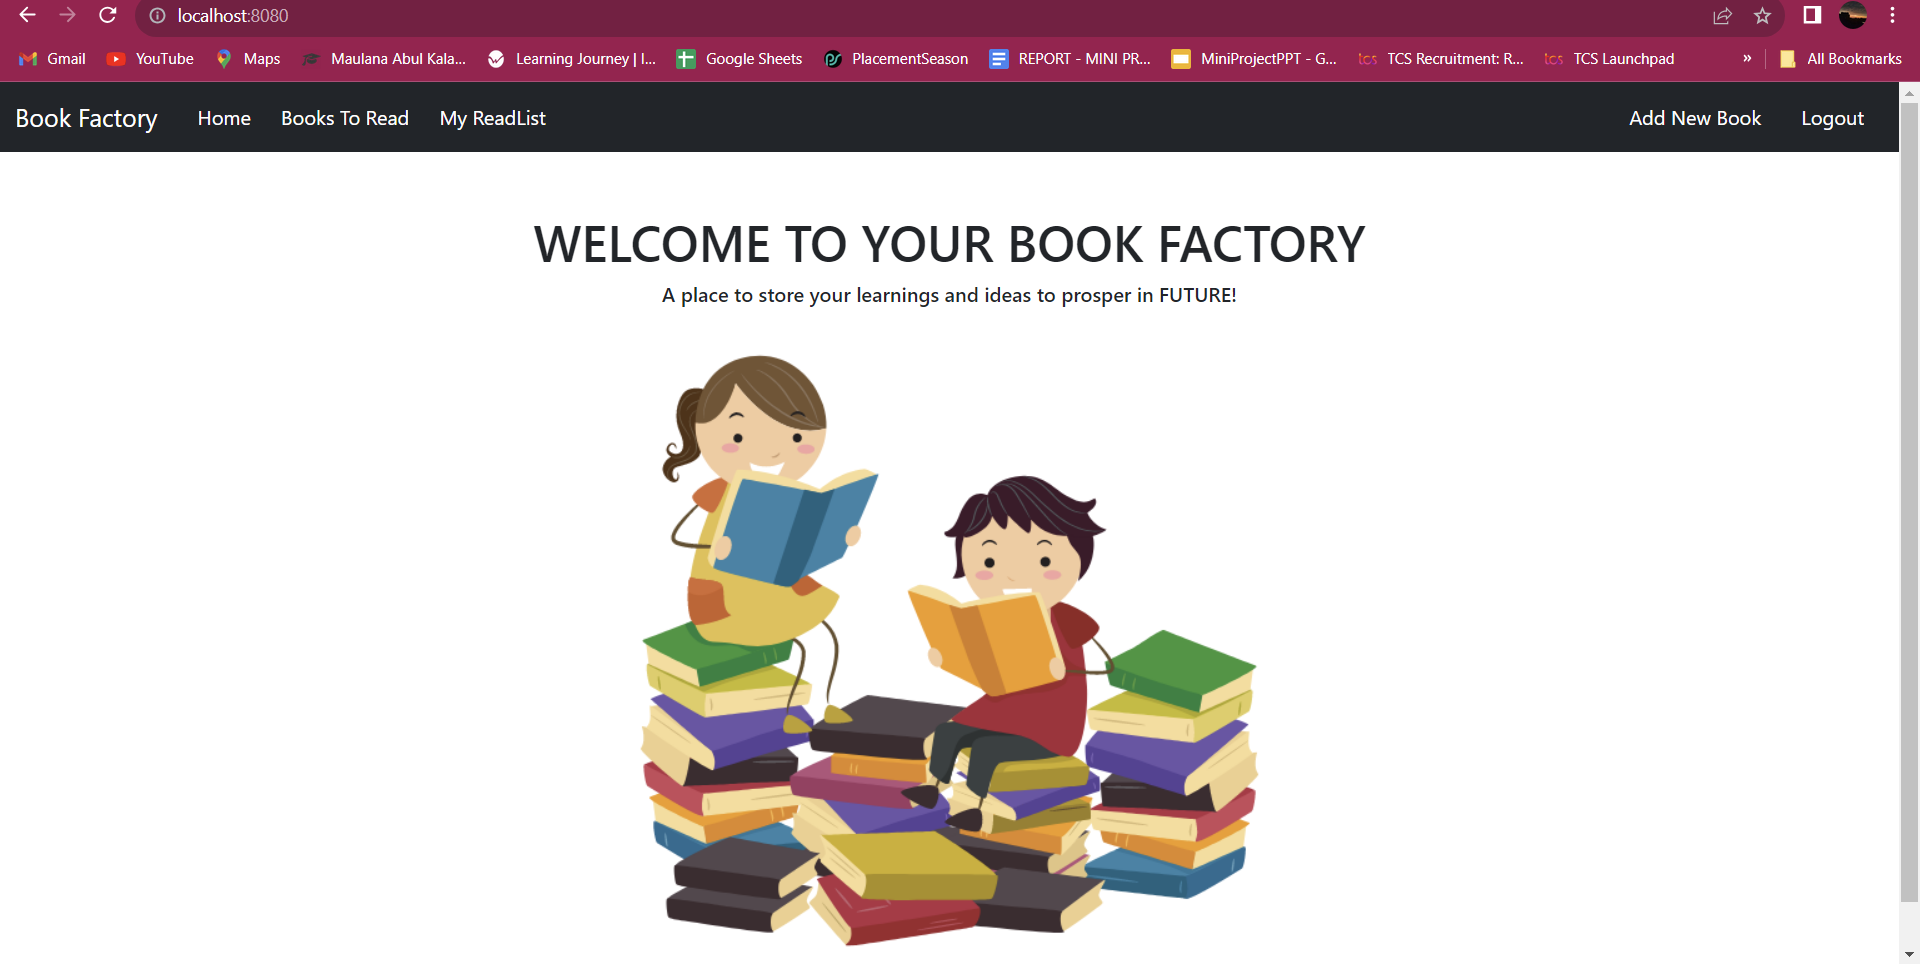 localhost:8080
Gmail YouTube Maps Maulana Abul Kala... Learning Journey | I... Google Sheets PlacementSeason REPORT - MINI PR... MiniProjectPPT - G... tcs TCS Recruitment: R... tcs TCS Launchpad » All Bookmarks
Book Factory Home Books To Read My ReadList Add New Book Logout
WELCOME TO YOUR BOOK FACTORY
A place to store your learnings and ideas to prosper in FUTURE!